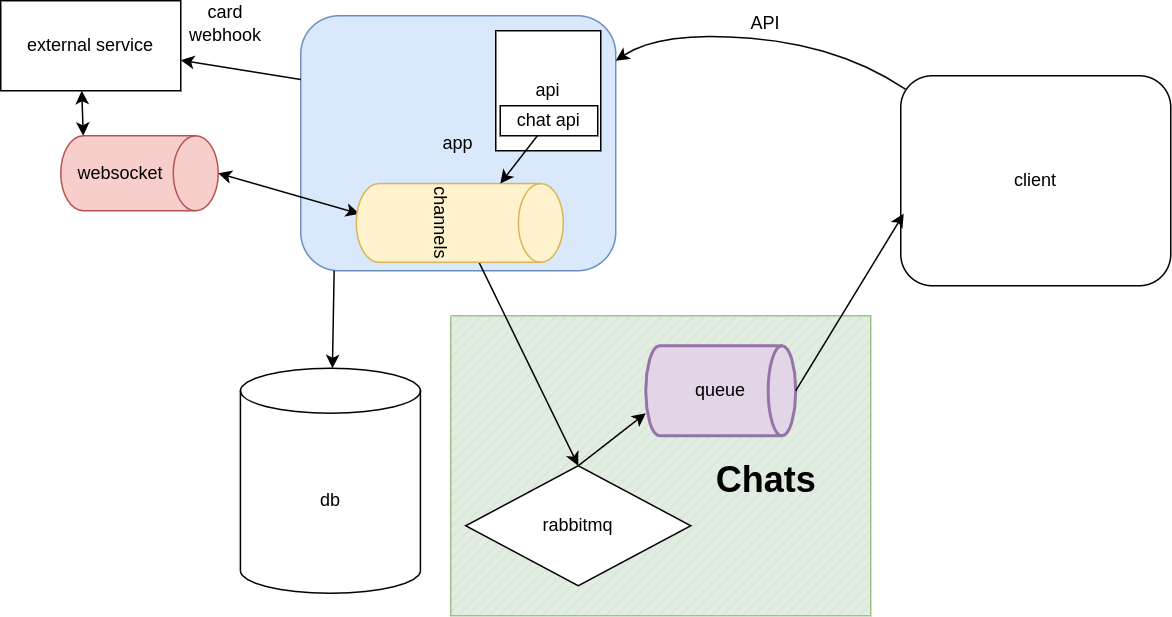 card
webhook
API
external service
api
chat api
app
websocket
client
channels
queue
Chats
db
rabbitmq